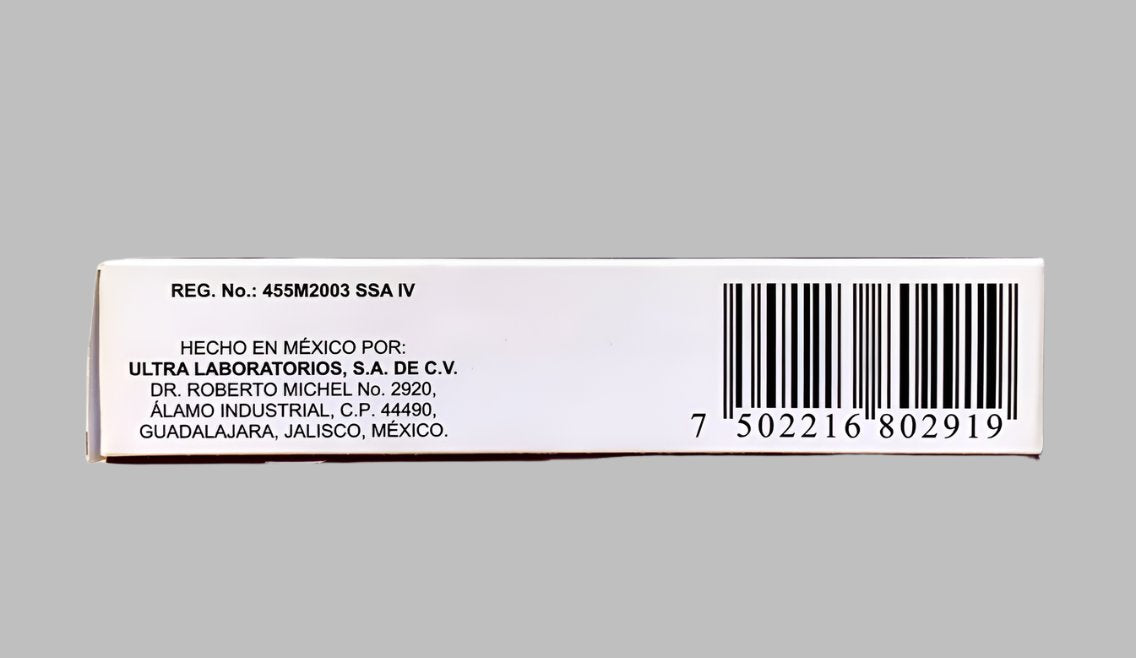 REG. No.: 455M2003 SSA IV
HECHO EN MÉXICO POR:
ULTRA LABORATORIOS, S.A. DE C.V.
DR. ROBERTO MICHEL No. 2920,
ÁLAMO INDUSTRIAL, C.P. 44490,
GUADALAJARA, JALISCO, MÉXICO.
7 502216 802919